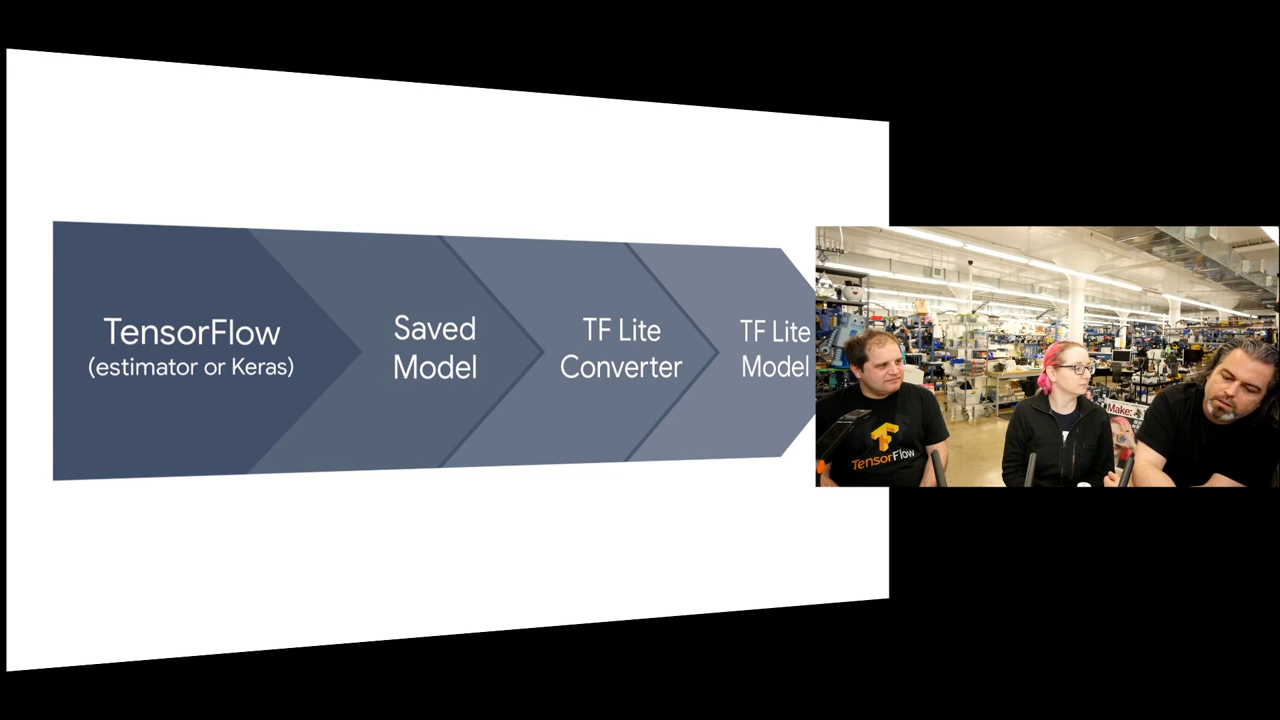 TensorFlow
(estimator or Keras)
Saved
Model
TF Lite
Converter
TF Lite
Model
TensorFlow
Make: